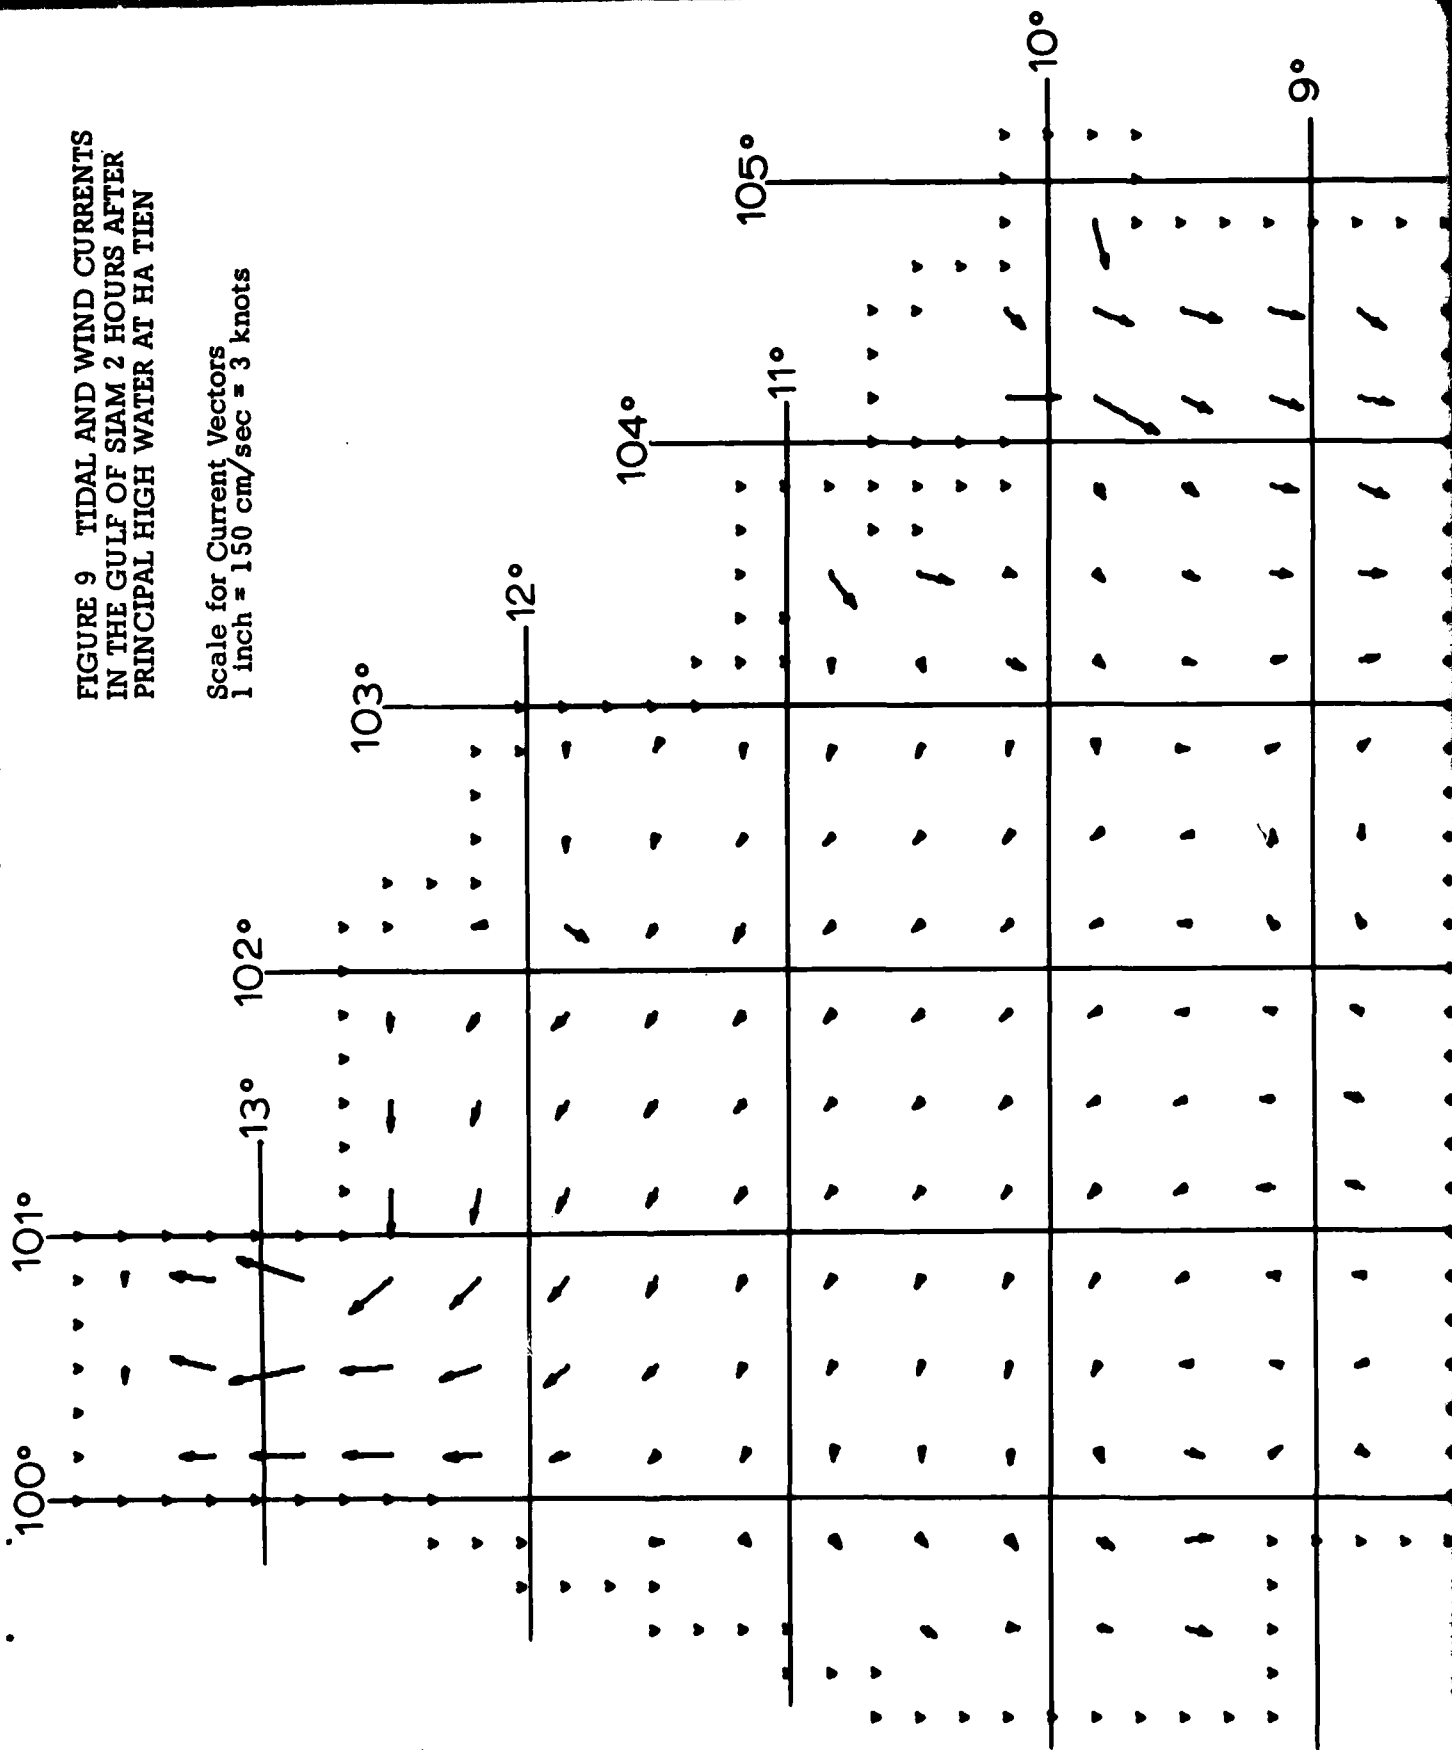 FIGURE 9 TIDAL AND WIND CURRENTS
IN THE GULF OF SIAM 2 HOURS AFTER
PRINCIPAL HIGH WATER AT HA TIEN
Scale for Current Vectors
1 inch = 150 cm/sec = 3 knots
100°
101°
102°
103°
104°
105°
13°
12°
11°
10°
9°